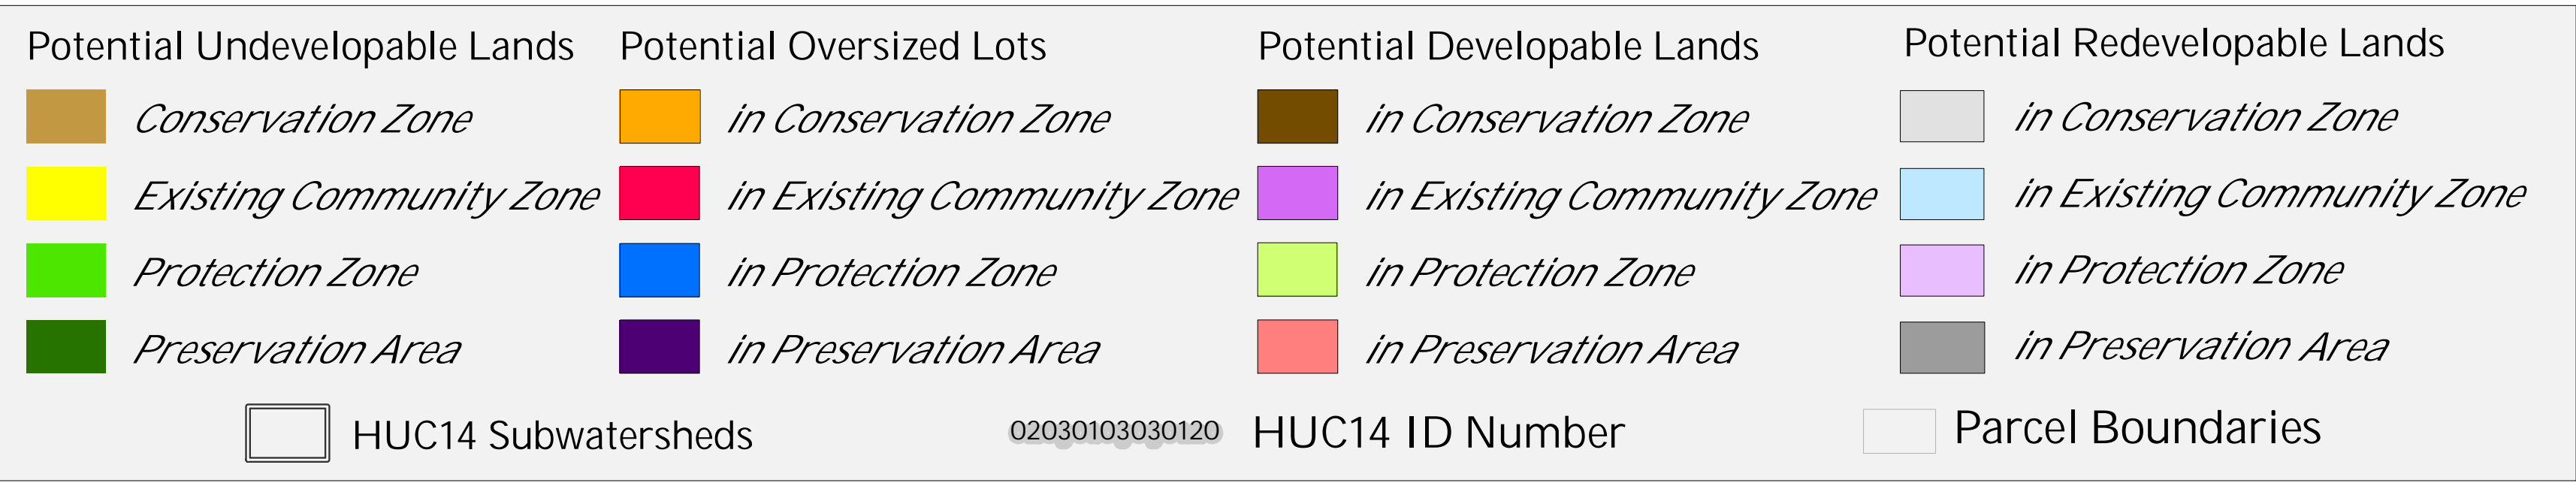 Potential Undevelopable Lands
Conservation Zone
Existing Community Zone
Protection Zone
Preservation Area
Potential Oversized Lots
in Conservation Zone
in Existing Community Zone
in Protection Zone
in Preservation Area
Potential Developable Lands
in Conservation Zone
in Existing Community Zone
in Protection Zone
in Preservation Area
Potential Redevelopable Lands
in Conservation Zone
in Existing Community Zone
in Protection Zone
in Preservation Area
HUC14 Subwatersheds
02030103030120 HUC14 ID Number
Parcel Boundaries